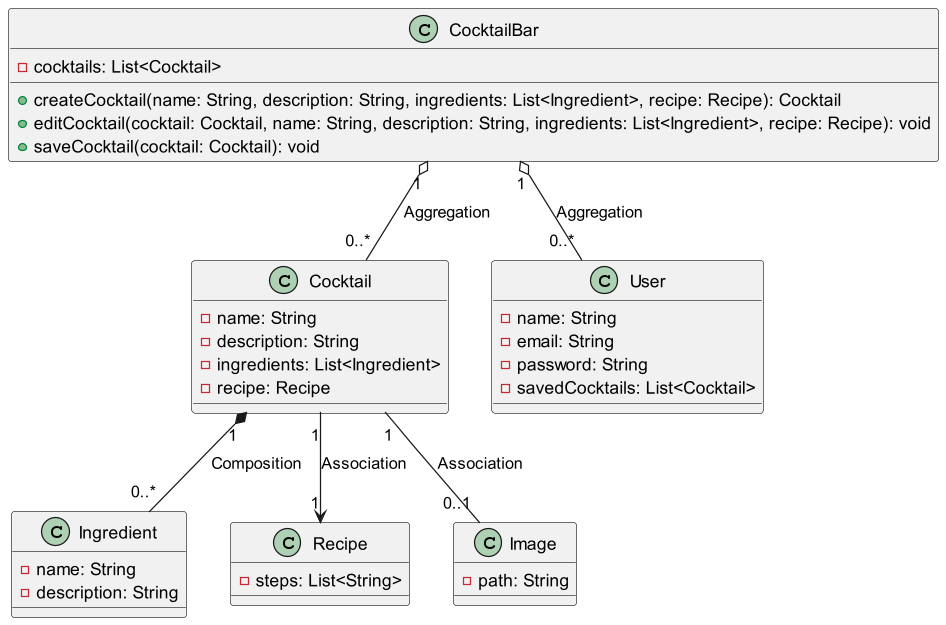 C CocktailBar
cocktails: List<Cocktail>
createCocktail(name: String, description: String, ingredients: List<Ingredient>, recipe: Recipe): Cocktail
editCocktail(cocktail: Cocktail, name: String, description: String, ingredients: List<Ingredient>, recipe: Recipe): void
saveCocktail(cocktail: Cocktail): void
1
1
Aggregation
Aggregation
0..*
0..*
C Cocktail
name: String
description: String
ingredients: List<Ingredient>
recipe: Recipe
C User
name: String
email: String
password: String
savedCocktails: List<Cocktail>
1
1
1
Composition
Association
Association
0..*
1
0..1
C Ingredient
name: String
description: String
C Recipe
steps: List<String>
C Image
path: String